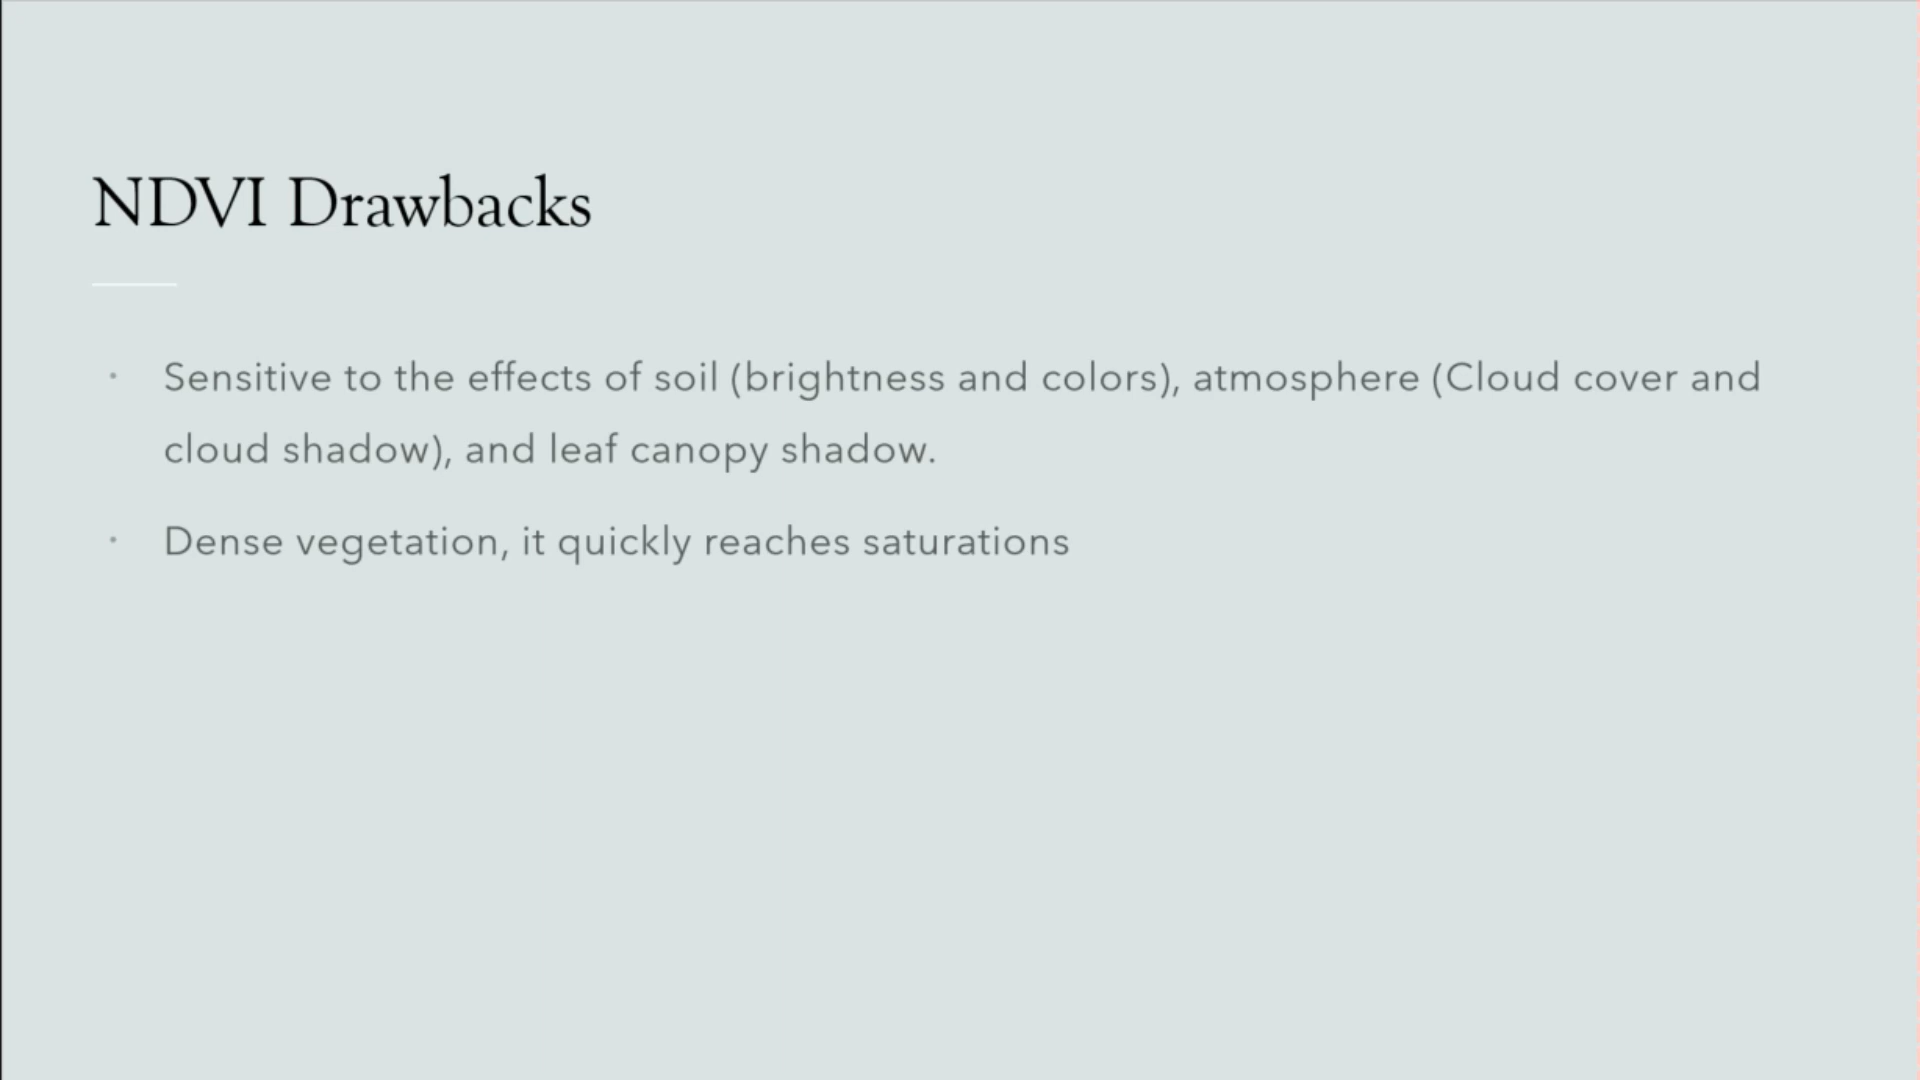 NDVI Drawbacks
· Sensitive to the effects of soil (brightness and colors), atmosphere (Cloud cover and
cloud shadow), and leaf canopy shadow.
· Dense vegetation, it quickly reaches saturations